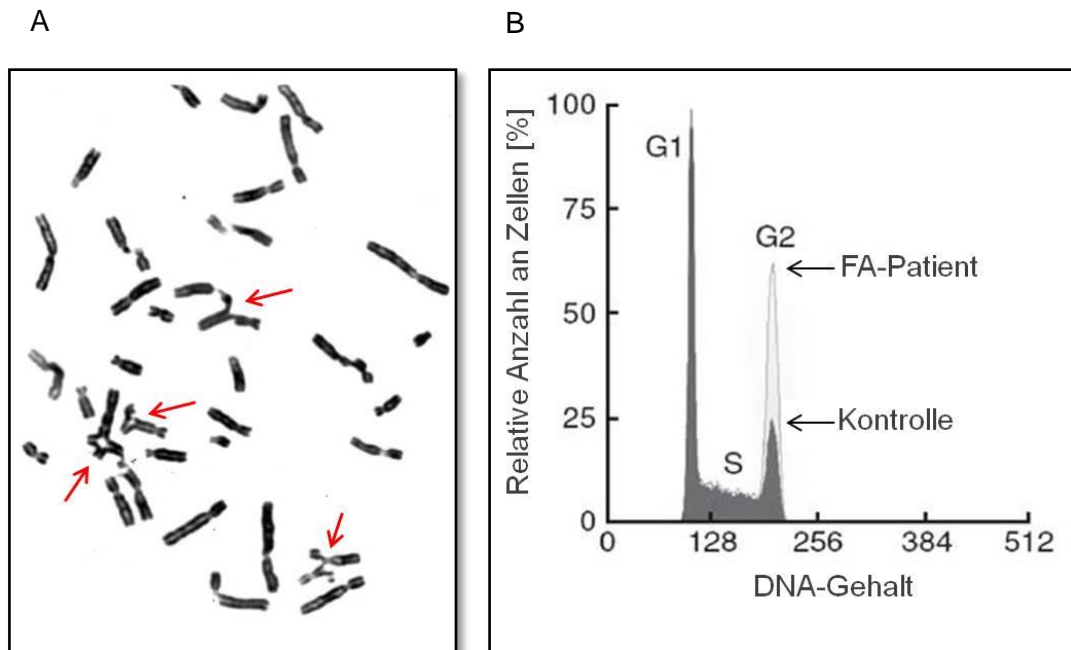 A
B
Relative Anzahl an Zellen [%]
100
75
50
25
0
G1
S
G2
FA-Patient
Kontrolle
0 128 256 384 512
DNA-Gehalt